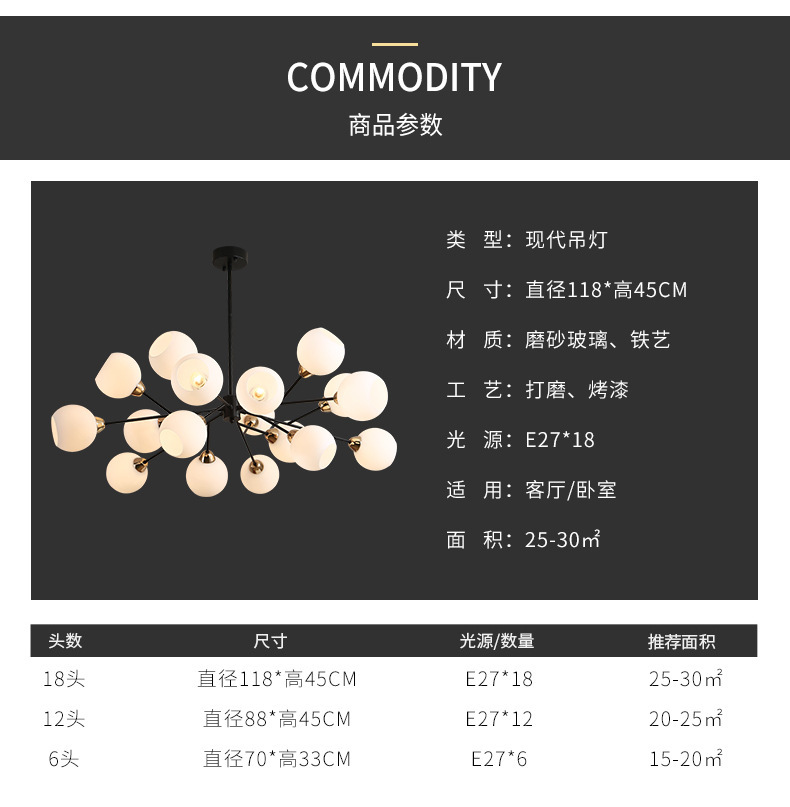 COMMODITY
商品参数
类 型：现代吊灯
尺 寸：直径118*高45CM
材 质：磨砂玻璃、铁艺
工 艺：打磨、烤漆
光 源：E27*18
适 用：客厅/卧室
面 积：25-30㎡
头数 尺寸 光源/数量 推荐面积
18头 直径118*高45CM E27*18 25-30㎡
12头 直径88*高45CM E27*12 20-25㎡
6头 直径70*高33CM E27*6 15-20㎡